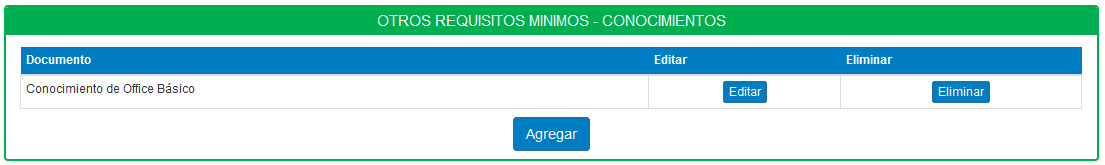 OTROS REQUISITOS MINIMOS - CONOCIMIENTOS
Documento Editar Eliminar
Conocimiento de Office Básico Editar Eliminar
Agregar